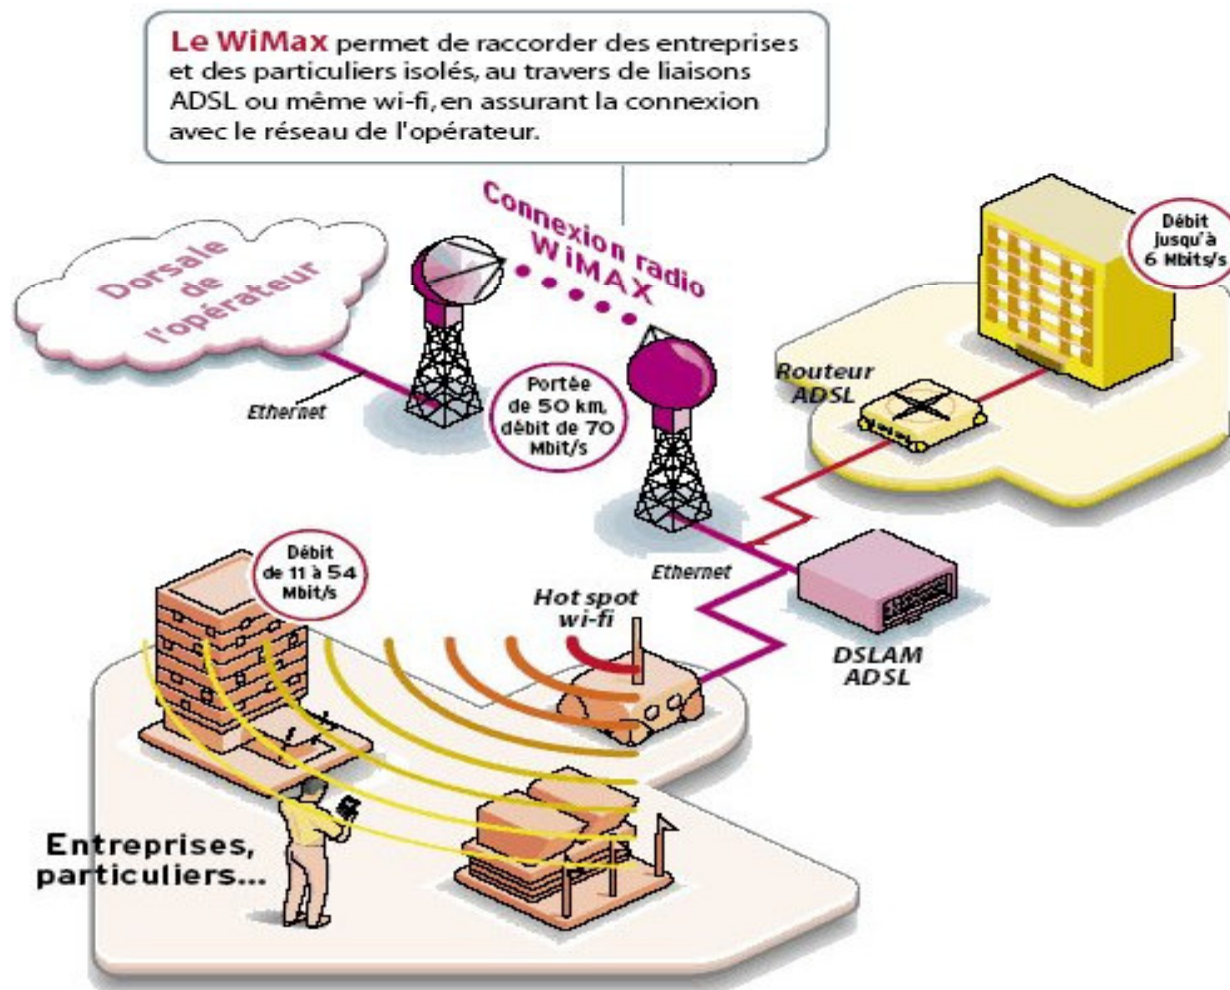 Le WiMax permet de raccorder des entreprises
et des particuliers isolés, au travers de liaisons
ADSL ou même wi-fi, en assurant la connexion
avec le réseau de l'opérateur.
Connexion radio
WiMAX
Dorsale
de
l'opérateur
Débit
jusqu'à
6 Mbits/s
Routeur
ADSL
Ethernet
Portée
de 50 km,
débit de 70
Mbit/s
Débit
de 11 à 54
Mbit/s
Ethernet
Hot spot
wi-fi
DSLAM
ADSL
Entreprises,
particuliers...